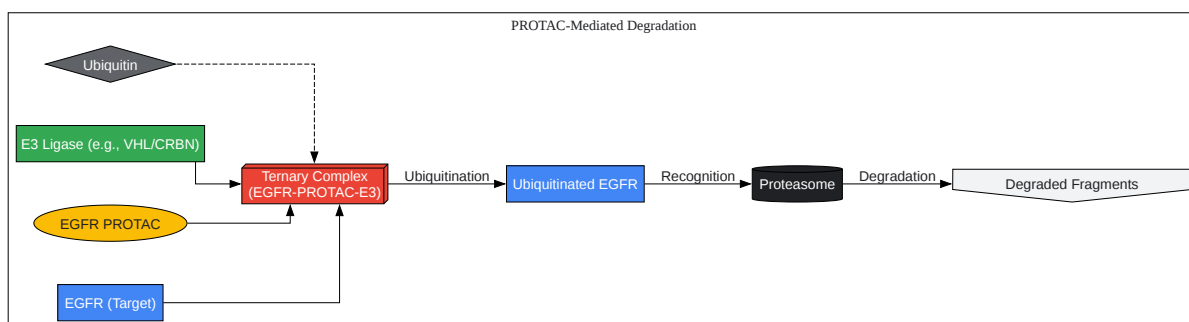 PROTAC-Mediated Degradation
Ubiquitin
E3 Ligase (e.g., VHL/CRBN)
Ternary Complex
(EGFR-PROTAC-E3)
Ubiquitination
Ubiquitinated EGFR
Recognition
Proteasome
Degradation
Degraded Fragments
EGFR PROTAC
EGFR (Target)